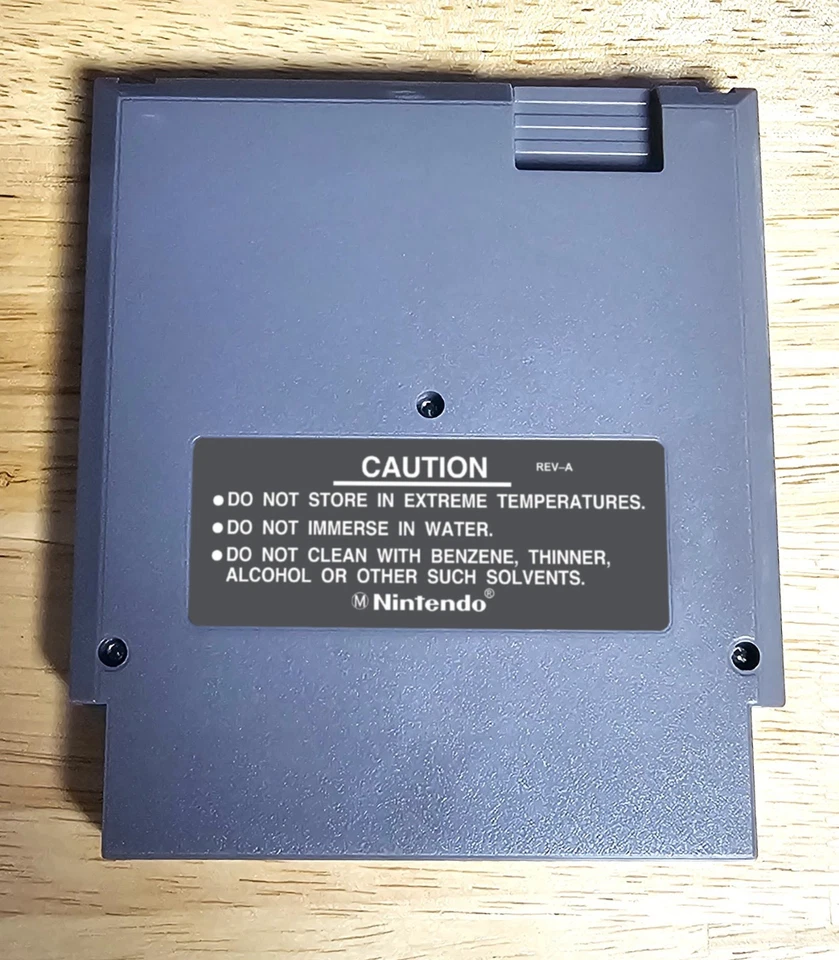 CAUTION REV-A
●DO NOT STORE IN EXTREME TEMPERATURES.
●DO NOT IMMERSE IN WATER.
●DO NOT CLEAN WITH BENZENE, THINNER,
ALCOHOL OR OTHER SUCH SOLVENTS.
Ⓜ Nintendo®